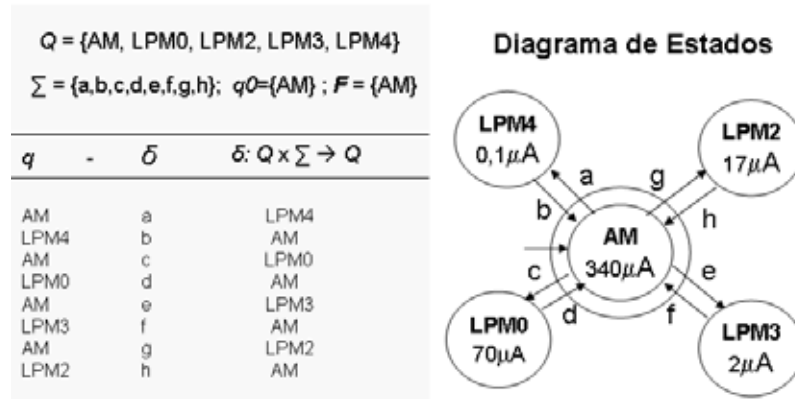 Q = {AM, LPM0, LPM2, LPM3, LPM4}
∑ = {a,b,c,d,e,f,g,h}; q0={AM} ; F = {AM}
q - δ δ: Q x ∑ → Q
AM a LPM4
LPM4 b AM
AM c LPM0
LPM0 d AM
AM e LPM3
LPM3 f AM
AM g LPM2
LPM2 h AM
Diagrama de Estados
LPM4
0,1µA
LPM2
17µA
a
g
b
h
AM
340µA
c
e
d
f
LPM0
70µA
LPM3
2µA